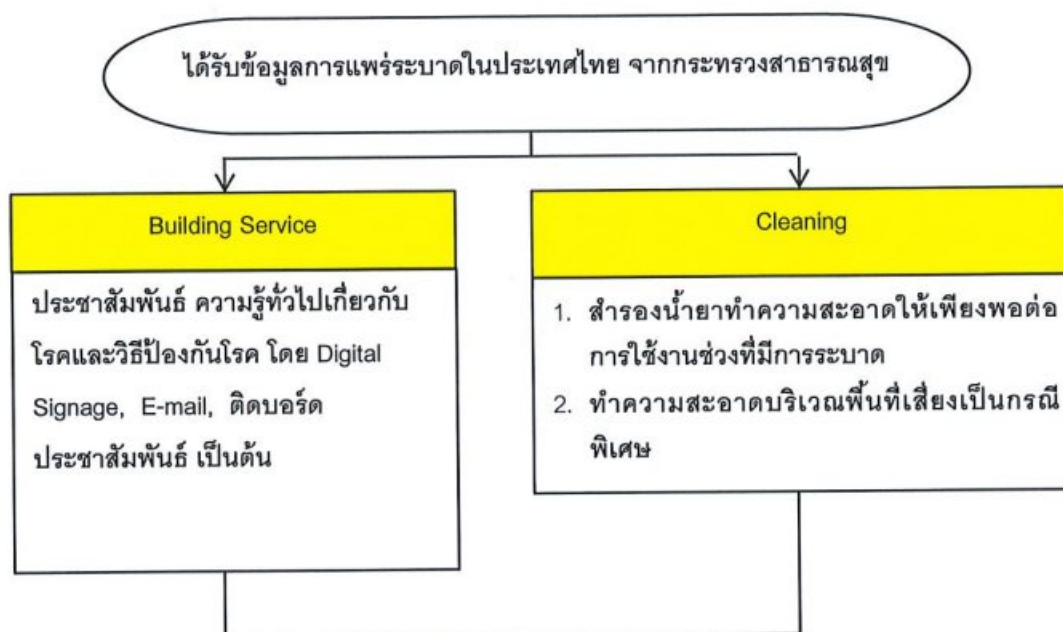 ได้รับข้อมูลการแพร่ระบาดในประเทศไทย จากกระทรวงสาธารณสุข
Building Service
ประชาสัมพันธ์ ความรู้ทั่วไปเกี่ยวกับ
โรคและวิธีป้องกันโรค โดย Digital
Signage, E-mail, ติดบอร์ด
ประชาสัมพันธ์ เป็นต้น
Cleaning
1. สำรองน้ำยาทำความสะอาดให้เพียงพอต่อ
การใช้งานช่วงที่มีการระบาด
2. ทำความสะอาดบริเวณพื้นที่เสี่ยงเป็นกรณี
พิเศษ